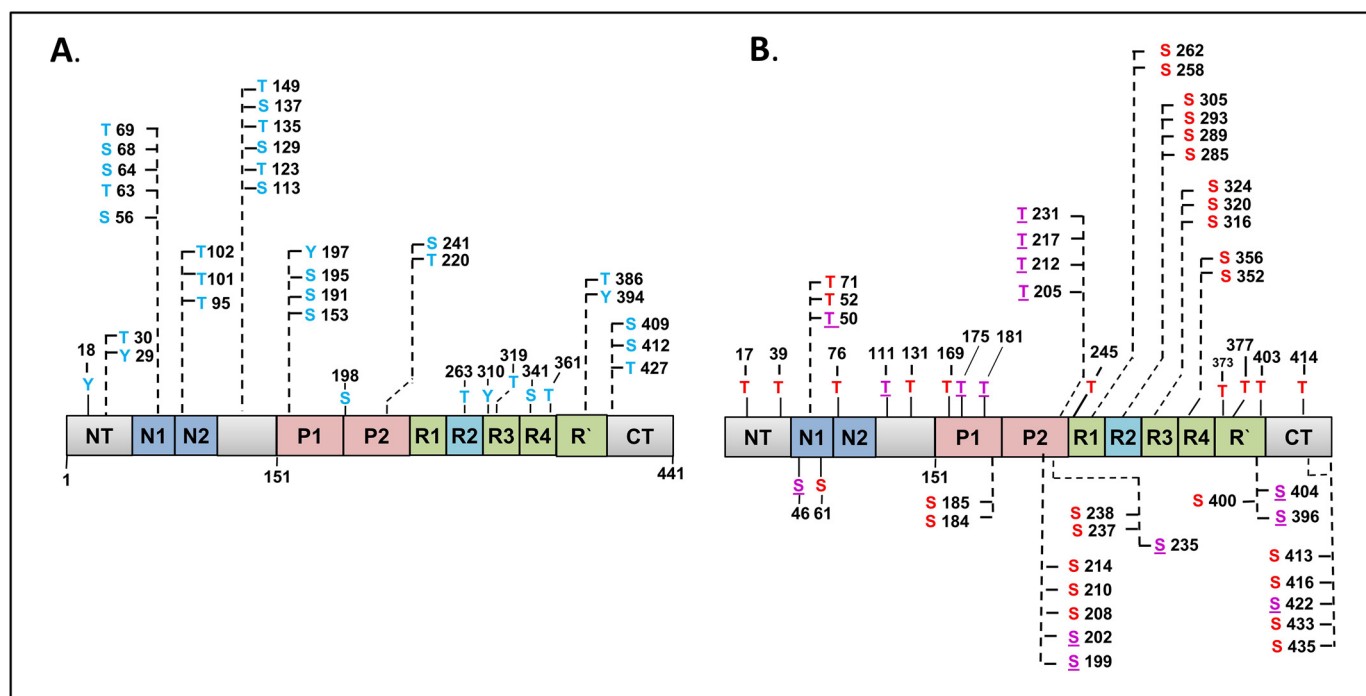 A.
T 149
S 137
T 135
S 129
T 123
S 113
T 69
S 68
S 64
T 63
S 56
T 102
T 101
T 95
Y 197
S 195
S 191
S 153
S 241
T 220
T 386
Y 394
S 409
S 412
T 427
18
Y
T 30
Y 29
198
S
263
T
310
Y
319
T
341
S
361
T
NT N1 N2 P1 P2 R1 R2 R3 R4 R` CT
1 151 441
B.
S 262
S 258
S 305
S 293
S 289
S 285
S 324
S 320
S 316
S 356
S 352
T 231
T 217
T 212
T 205
T 71
T 52
T 50
17
T
39
T
76
T
111
T
131
T
169
T
175
T
181
T
245
T
373
T
377
T
403
T
414
T
NT N1 N2 P1 P2 R1 R2 R3 R4 R` CT
151
S
46
S
61
S 185
S 184
S 238
S 237
S 235
S 214
S 210
S 208
S 202
S 199
S 400
S 404
S 396
S 413
S 416
S 422
S 433
S 435